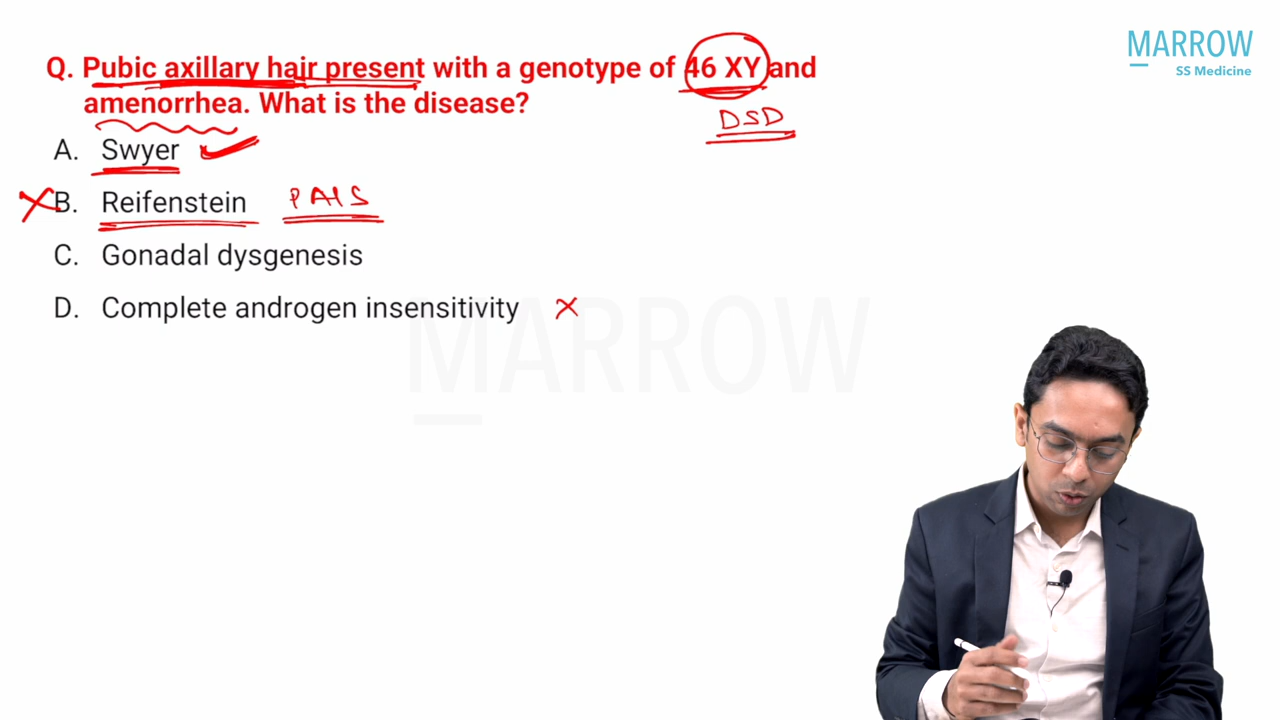 MARROW
SS Medicine
Q. Pubic axillary hair present with a genotype of 46 XY and
amenorrhea. What is the disease?
DSD
A. Swyer
B. Reifenstein PAIS
C. Gonadal dysgenesis
D. Complete androgen insensitivity
MARROW